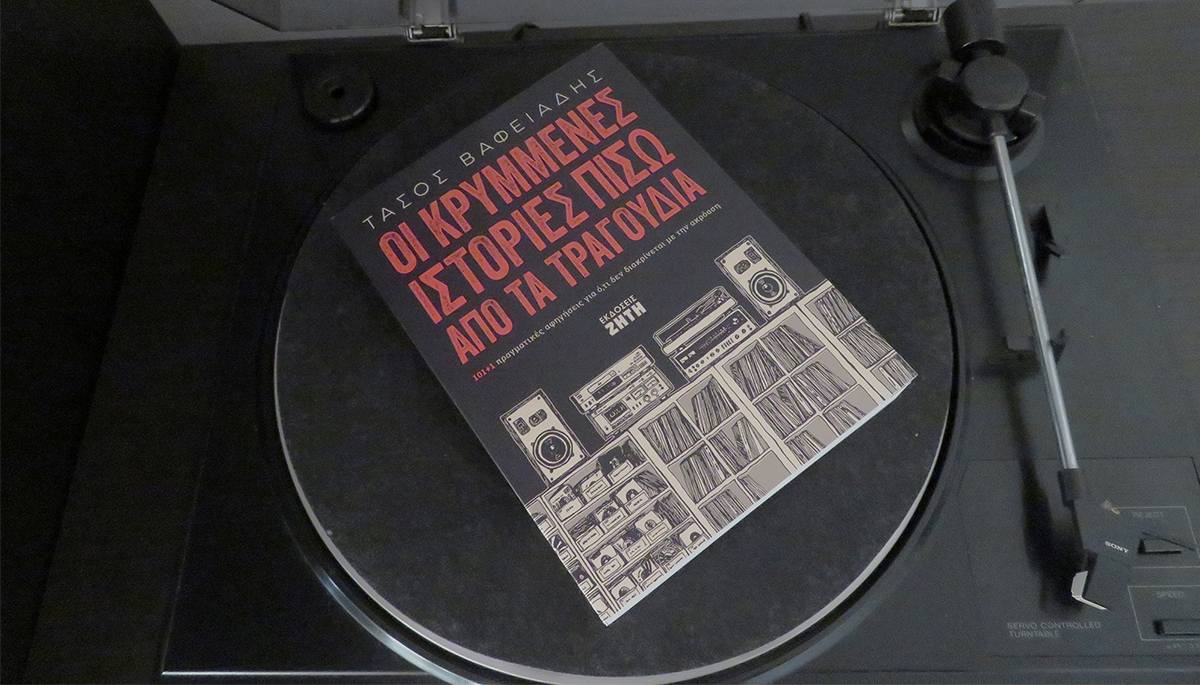 ΤΑΣΟΣ ΒΑΦΕΙΑΔΗΣ
ΟΙ ΚΡΥΜΜΕΝΕΣ
ΙΣΤΟΡΙΕΣ ΠΙΣΩ
ΑΠΟ ΤΑ ΤΡΑΓΟΥΔΙΑ
101+1 πραγματικές αφηγήσεις για ό,τι δεν διακρίνεται με την ακρόαση
ΕΚΔΟΣΕΙΣ
ΖΗΤΗ
REJECT
SONY
SPEED
SERVO CONTROLLED
TURNTABLE